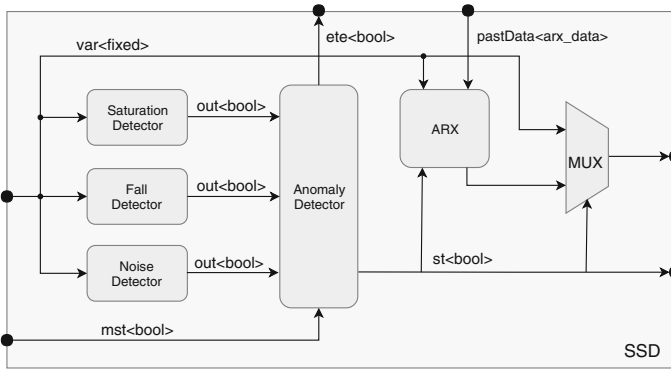 ete<bool>
pastData<arx_data>
var<fixed>
Saturation
Detector
out<bool>
ARX
MUX
Fall
Detector
out<bool>
Anomaly
Detector
Noise
Detector
out<bool>
st<bool>
mst<bool>
SSD